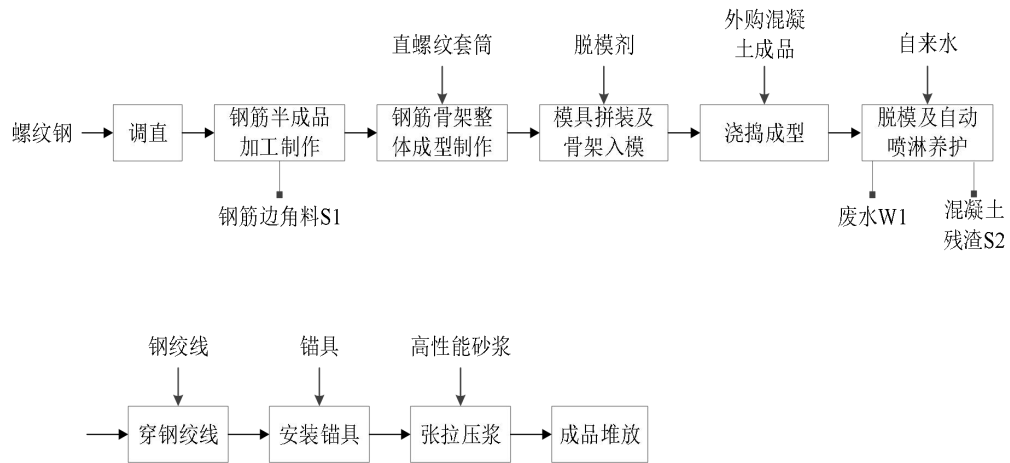 直螺纹套筒
脱模剂
外购混凝
土成品
自来水
螺纹钢
调直
钢筋半成品
加工制作
钢筋骨架整
体成型制作
模具拼装及
骨架入模
浇捣成型
脱模及自动
喷淋养护
钢筋边角料S1
废水W1
混凝土
残渣S2
钢绞线
锚具
高性能砂浆
穿钢绞线
安装锚具
张拉压浆
成品堆放